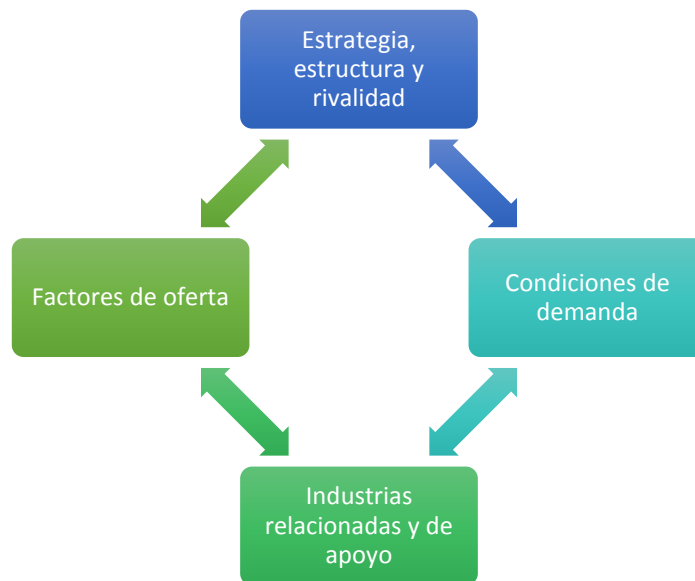 Estrategia,
estructura y
rivalidad
Factores de oferta
Condiciones de
demanda
Industrias
relacionadas y de
apoyo